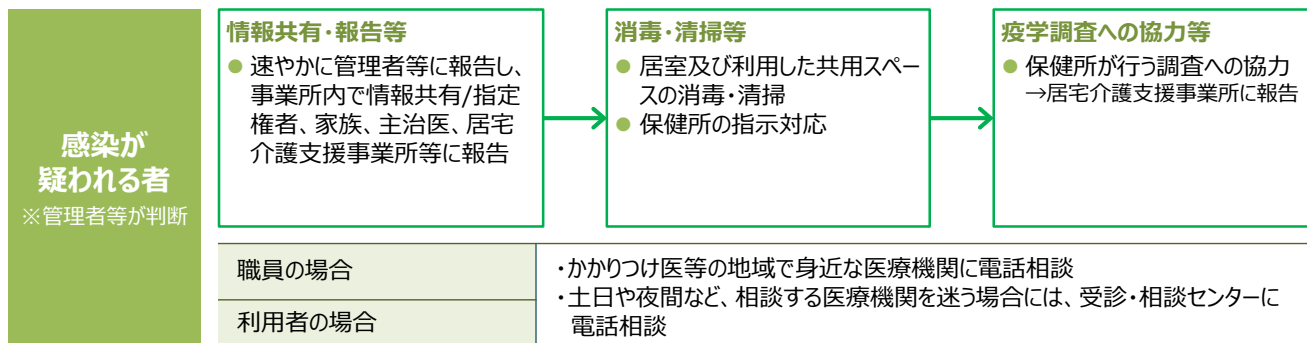 感染が
疑われる者
※管理者等が判断
情報共有・報告等
● 速やかに管理者等に報告し、
事業所内で情報共有/指定
権者、家族、主治医、居宅
介護支援事業所等に報告
消毒・清掃等
● 居室及び利用した共用スペー
スの消毒・清掃
● 保健所の指示対応
疫学調査への協力等
● 保健所が行う調査への協力
→居宅介護支援事業所に報告
職員の場合
利用者の場合
・かかりつけ医等の地域で身近な医療機関に電話相談
・土日や夜間など、相談する医療機関を迷う場合には、受診・相談センターに
電話相談